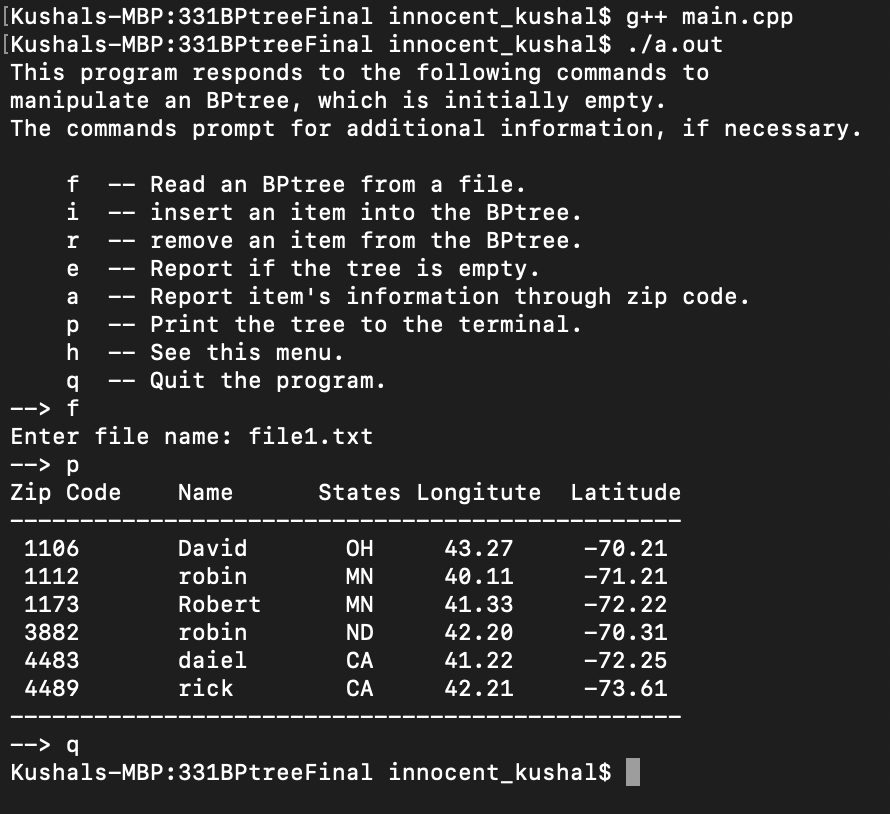 [Kushals-MBP:331BPtreeFinal innocent_kushal$ g++ main.cpp
[Kushals-MBP:331BPtreeFinal innocent_kushal$ ./a.out
This program responds to the following commands to
manipulate an BPtree, which is initially empty.
The commands prompt for additional information, if necessary.

     f  -- Read an BPtree from a file.
     i  -- insert an item into the BPtree.
     r  -- remove an item from the BPtree.
     e  -- Report if the tree is empty.
     a  -- Report item's information through zip code.
     p  -- Print the tree to the terminal.
     h  -- See this menu.
     q  -- Quit the program.
--> f
Enter file name: file1.txt
--> p
Zip Code    Name      States Longitute  Latitude
------------------------------------------------
 1106       David       OH     43.27     -70.21
 1112       robin       MN     40.11     -71.21
 1173       Robert      MN     41.33     -72.22
 3882       robin       ND     42.20     -70.31
 4483       daiel       CA     41.22     -72.25
 4489       rick        CA     42.21     -73.61
------------------------------------------------
--> q
Kushals-MBP:331BPtreeFinal innocent_kushal$